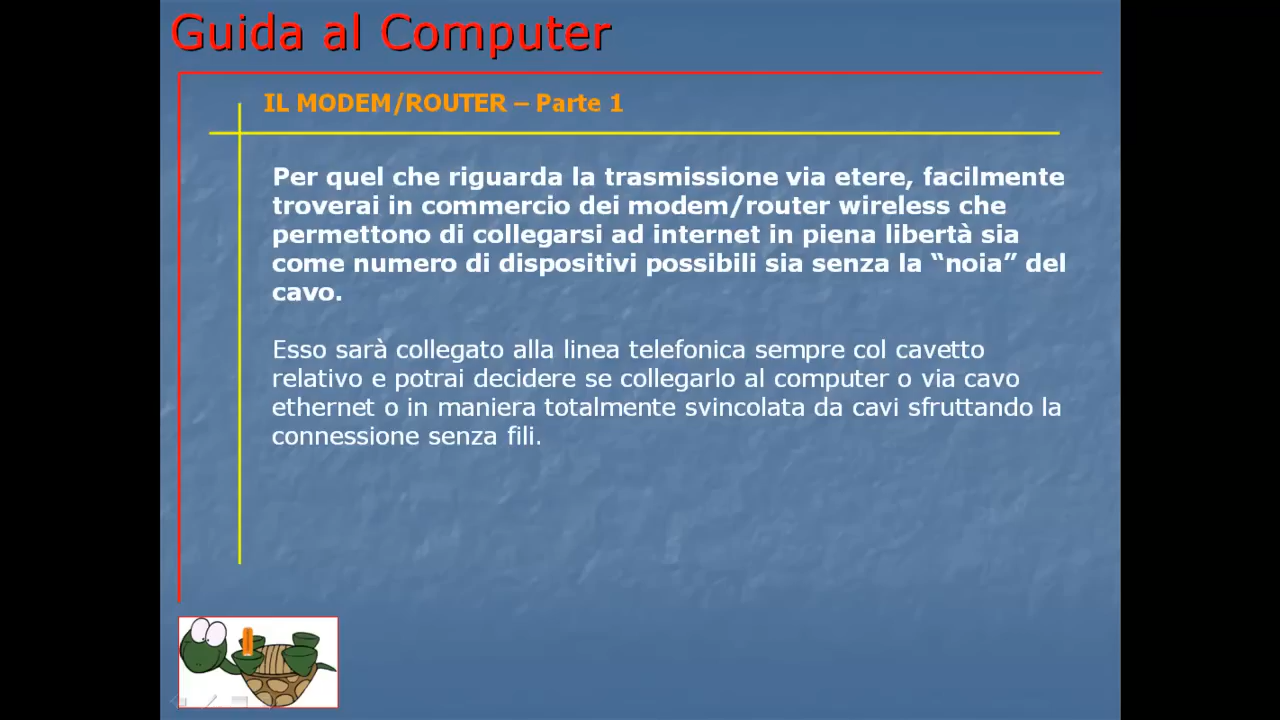 Guida al Computer
IL MODEM/ROUTER – Parte 1
Per quel che riguarda la trasmissione via etere, facilmente
troverai in commercio dei modem/router wireless che
permettono di collegarsi ad internet in piena libertà sia
come numero di dispositivi possibili sia senza la “noia” del
cavo.
Esso sarà collegato alla linea telefonica sempre col cavetto
relativo e potrai decidere se collegarlo al computer o via cavo
ethernet o in maniera totalmente svincolata da cavi sfruttando la
connessione senza fili.